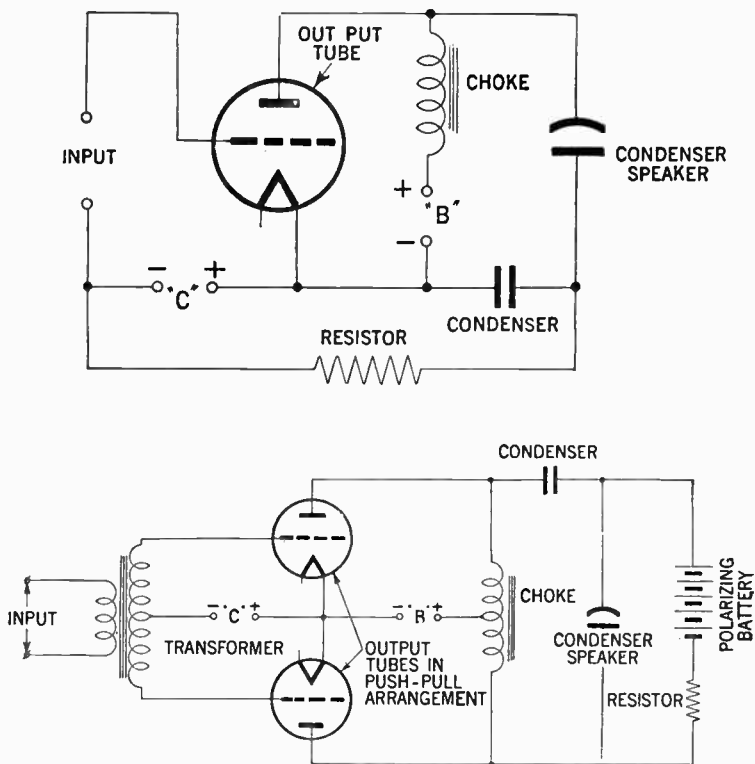 OUT PUT
TUBE
CHOKE
INPUT
CONDENSER
SPEAKER
+
"B"
−
− "C" +
CONDENSER
RESISTOR
CONDENSER
INPUT
− "C" +
− "B" +
CHOKE
TRANSFORMER
OUTPUT
TUBES IN
PUSH-PULL
ARRANGEMENT
CONDENSER
SPEAKER
POLARIZING
BATTERY
RESISTOR